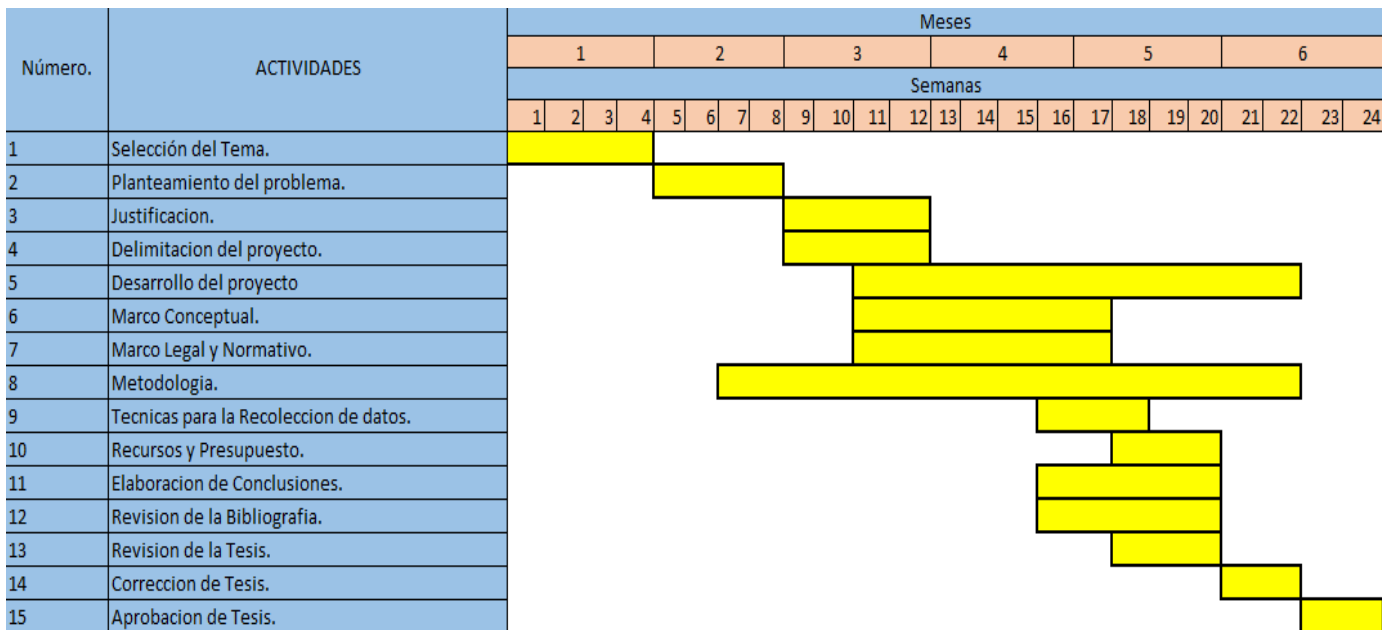 Meses
Número. ACTIVIDADES 1 2 3 4 5 6
Semanas
1 2 3 4 5 6 7 8 9 10 11 12 13 14 15 16 17 18 19 20 21 22 23 24
1 Selección del Tema.
2 Planteamiento del problema.
3 Justificacion.
4 Delimitacion del proyecto.
5 Desarrollo del proyecto
6 Marco Conceptual.
7 Marco Legal y Normativo.
8 Metodologia.
9 Tecnicas para la Recoleccion de datos.
10 Recursos y Presupuesto.
11 Elaboracion de Conclusiones.
12 Revision de la Bibliografia.
13 Revision de la Tesis.
14 Correccion de Tesis.
15 Aprobacion de Tesis.